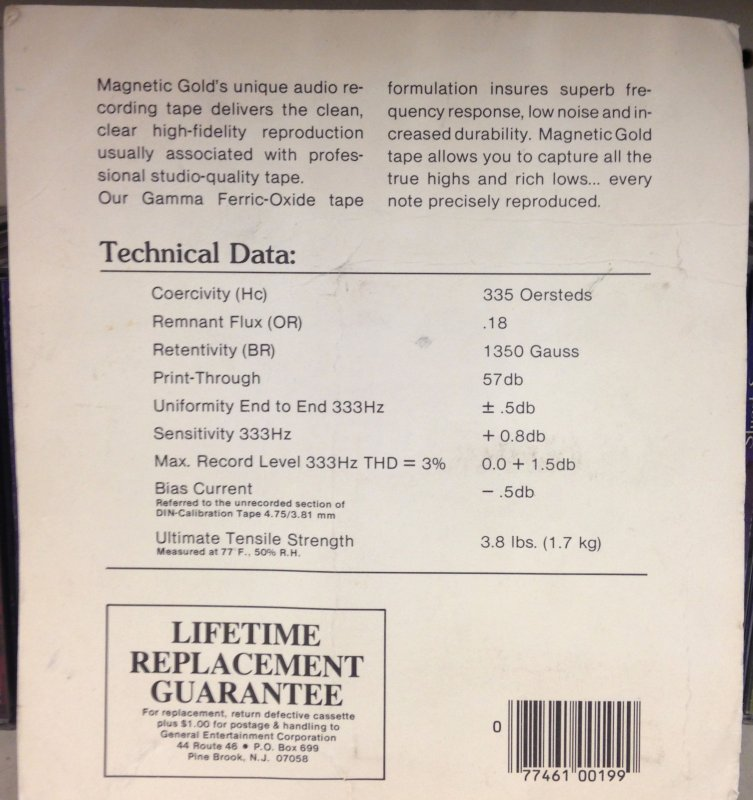 Magnetic Gold's unique audio re-
cording tape delivers the clean,
clear high-fidelity reproduction
usually associated with profes-
sional studio-quality tape.
Our Gamma Ferric-Oxide tape
formulation insures superb fre-
quency response, low noise and in-
creased durability. Magnetic Gold
tape allows you to capture all the
true highs and rich lows... every
note precisely reproduced.
Technical Data:
Coercivity (Hc) 335 Oersteds
Remnant Flux (OR) .18
Retentivity (BR) 1350 Gauss
Print-Through 57db
Uniformity End to End 333Hz ± .5db
Sensitivity 333Hz + 0.8db
Max. Record Level 333Hz THD = 3% 0.0 + 1.5db
Bias Current − .5db
Referred to the unrecorded section of
DIN-Calibration Tape 4.75/3.81 mm
Ultimate Tensile Strength 3.8 lbs. (1.7 kg)
Measured at 77°F., 50% R.H.
LIFETIME
REPLACEMENT
GUARANTEE
For replacement, return defective cassette
plus $1.00 for postage & handling to
General Entertainment Corporation
44 Route 46 • P.O. Box 699
Pine Brook, N.J. 07058
0 77461 00199